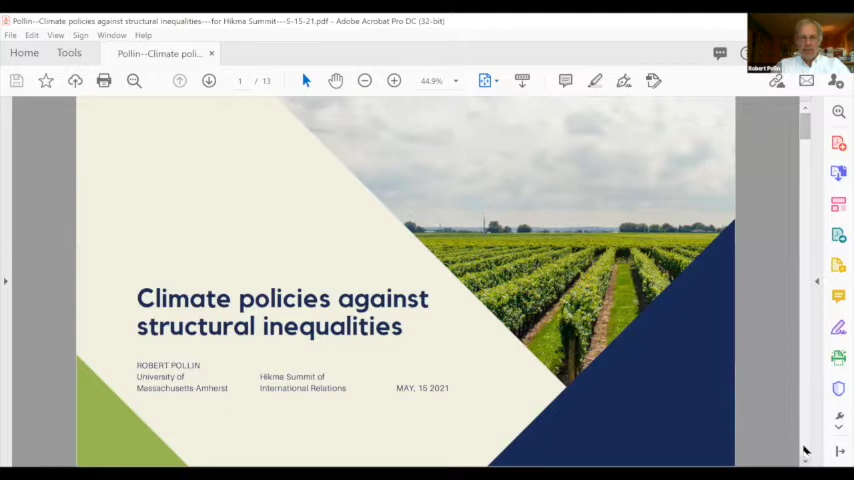 Pollin--Climate policies against structural inequalities---for Hikma Summit---5-15-21.pdf - Adobe Acrobat Pro DC (32-bit)
File Edit View Sign Window Help
Home Tools Pollin--Climate poli... ×
1 / 13 44.9%
Robert Pollin
Climate policies against
structural inequalities
ROBERT POLLIN
University of
Massachusetts-Amherst
Hikma Summit of
International Relations
MAY, 15 2021